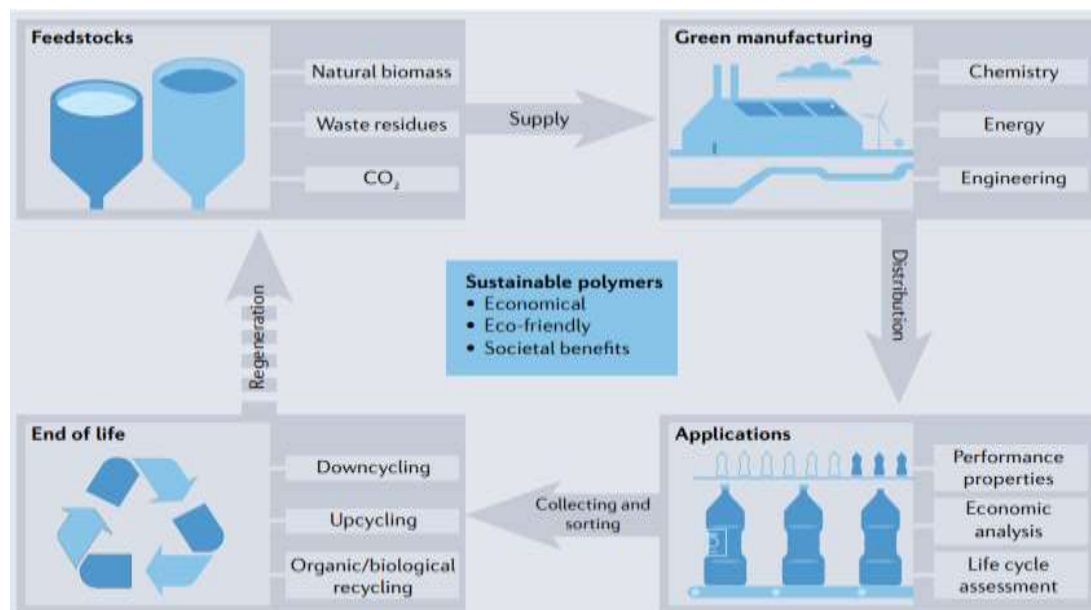 Feedstocks
Natural biomass
Waste residues
CO₂
Supply
Green manufacturing
Chemistry
Energy
Engineering
Distribution
Sustainable polymers
• Economical
• Eco-friendly
• Societal benefits
Applications
Performance
properties
Economic
analysis
Life cycle
assessment
Collecting and
sorting
End of life
Downcycling
Upcycling
Organic/biological
recycling
Regeneration